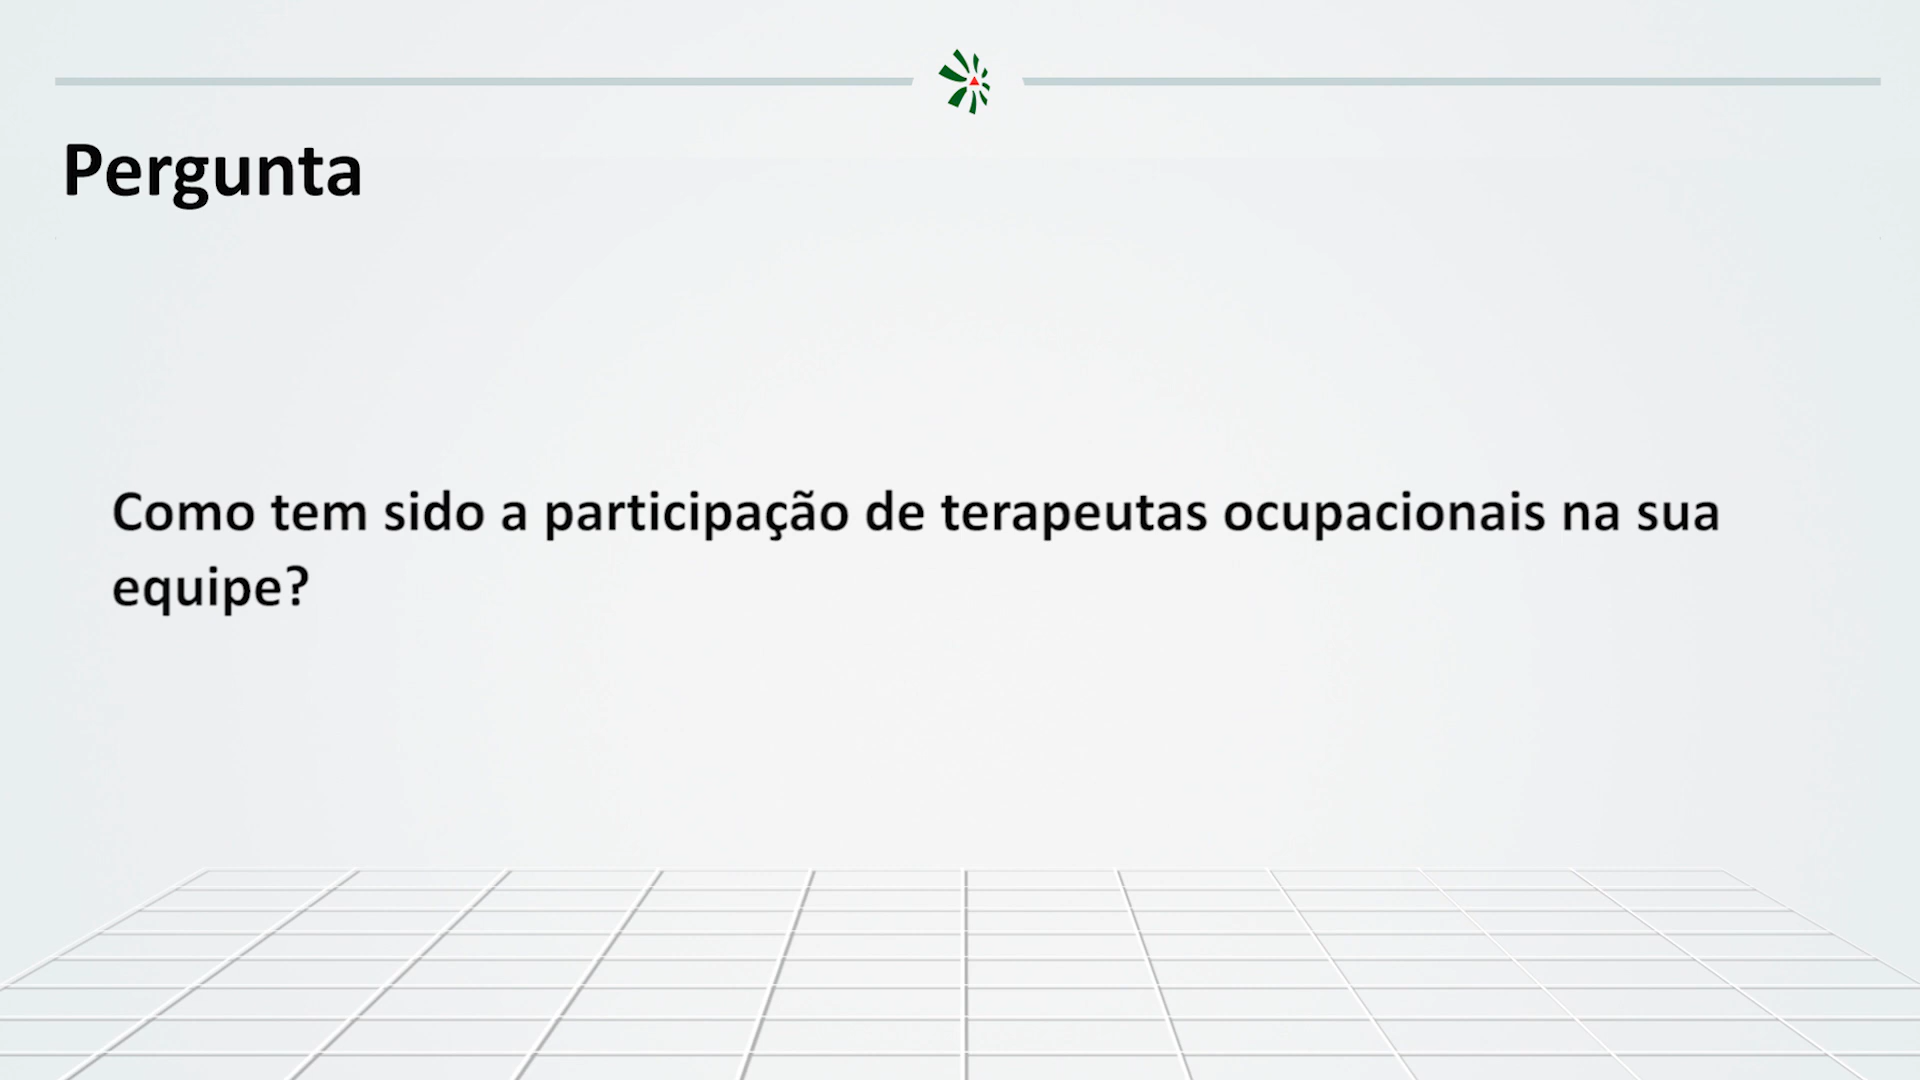 Pergunta
Como tem sido a participação de terapeutas ocupacionais na sua
equipe?